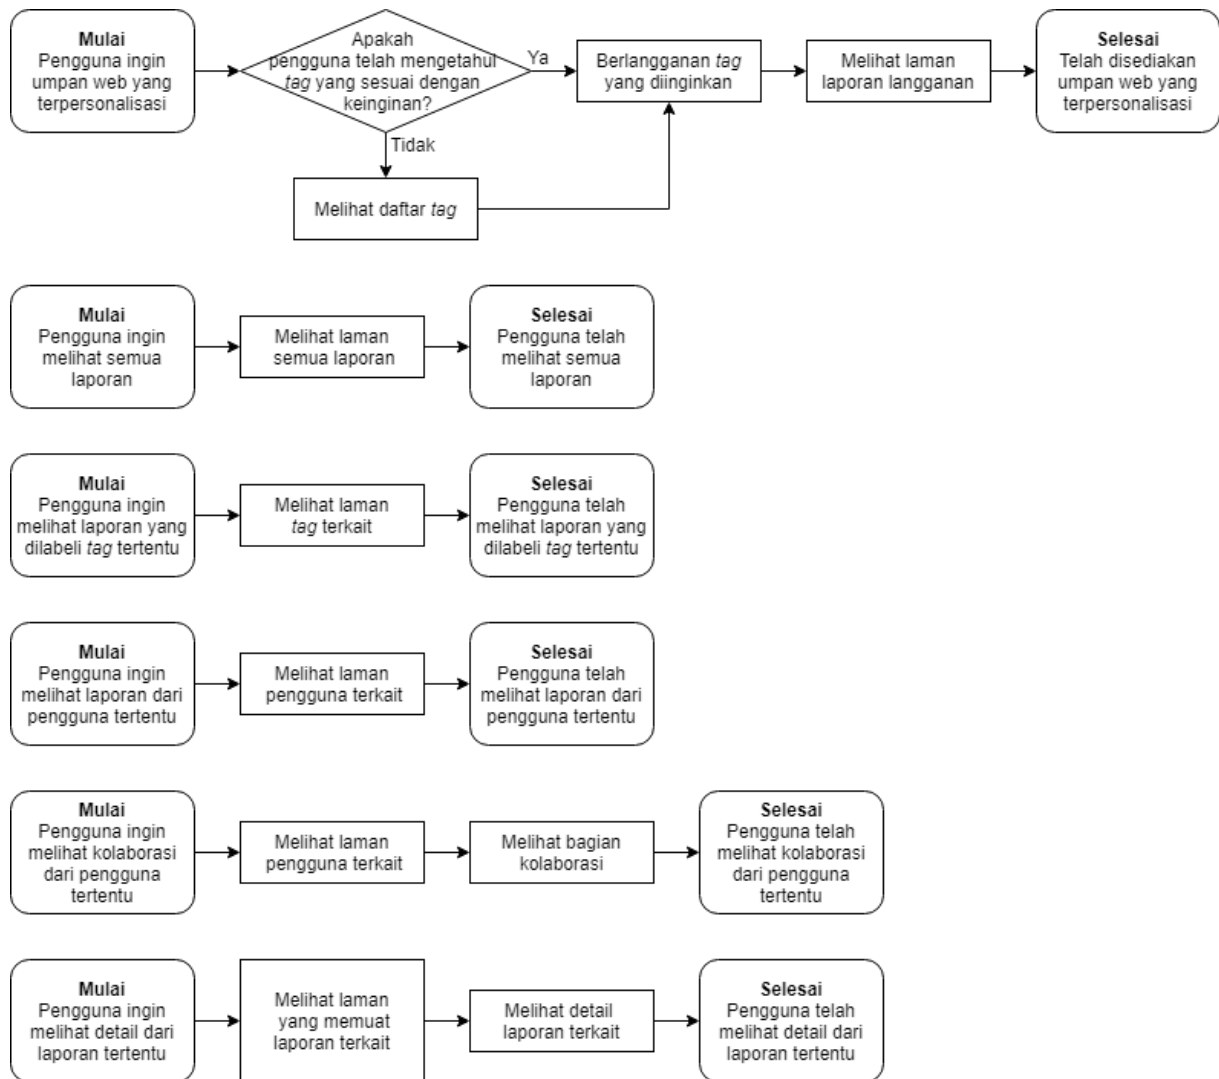 Mulai
Pengguna ingin
umpan web yang
terpersonalisasi
Apakah
pengguna telah mengetahui
tag yang sesuai dengan
keinginan?
Ya
Berlangganan tag
yang diinginkan
Melihat laman
laporan langganan
Selesai
Telah disediakan
umpan web yang
terpersonalisasi
Tidak
Melihat daftar tag
Mulai
Pengguna ingin
melihat semua
laporan
Melihat laman
semua laporan
Selesai
Pengguna telah
melihat semua
laporan
Mulai
Pengguna ingin
melihat laporan yang
dilabeli tag tertentu
Melihat laman
tag terkait
Selesai
Pengguna telah
melihat laporan yang
dilabeli tag tertentu
Mulai
Pengguna ingin
melihat laporan dari
pengguna tertentu
Melihat laman
pengguna terkait
Selesai
Pengguna telah
melihat laporan dari
pengguna tertentu
Mulai
Pengguna ingin
melihat kolaborasi
dari pengguna
tertentu
Melihat laman
pengguna terkait
Melihat bagian
kolaborasi
Selesai
Pengguna telah
melihat kolaborasi
dari pengguna
tertentu
Mulai
Pengguna ingin
melihat detail dari
laporan tertentu
Melihat laman
yang memuat
laporan terkait
Melihat detail
laporan terkait
Selesai
Pengguna telah
melihat detail dari
laporan tertentu